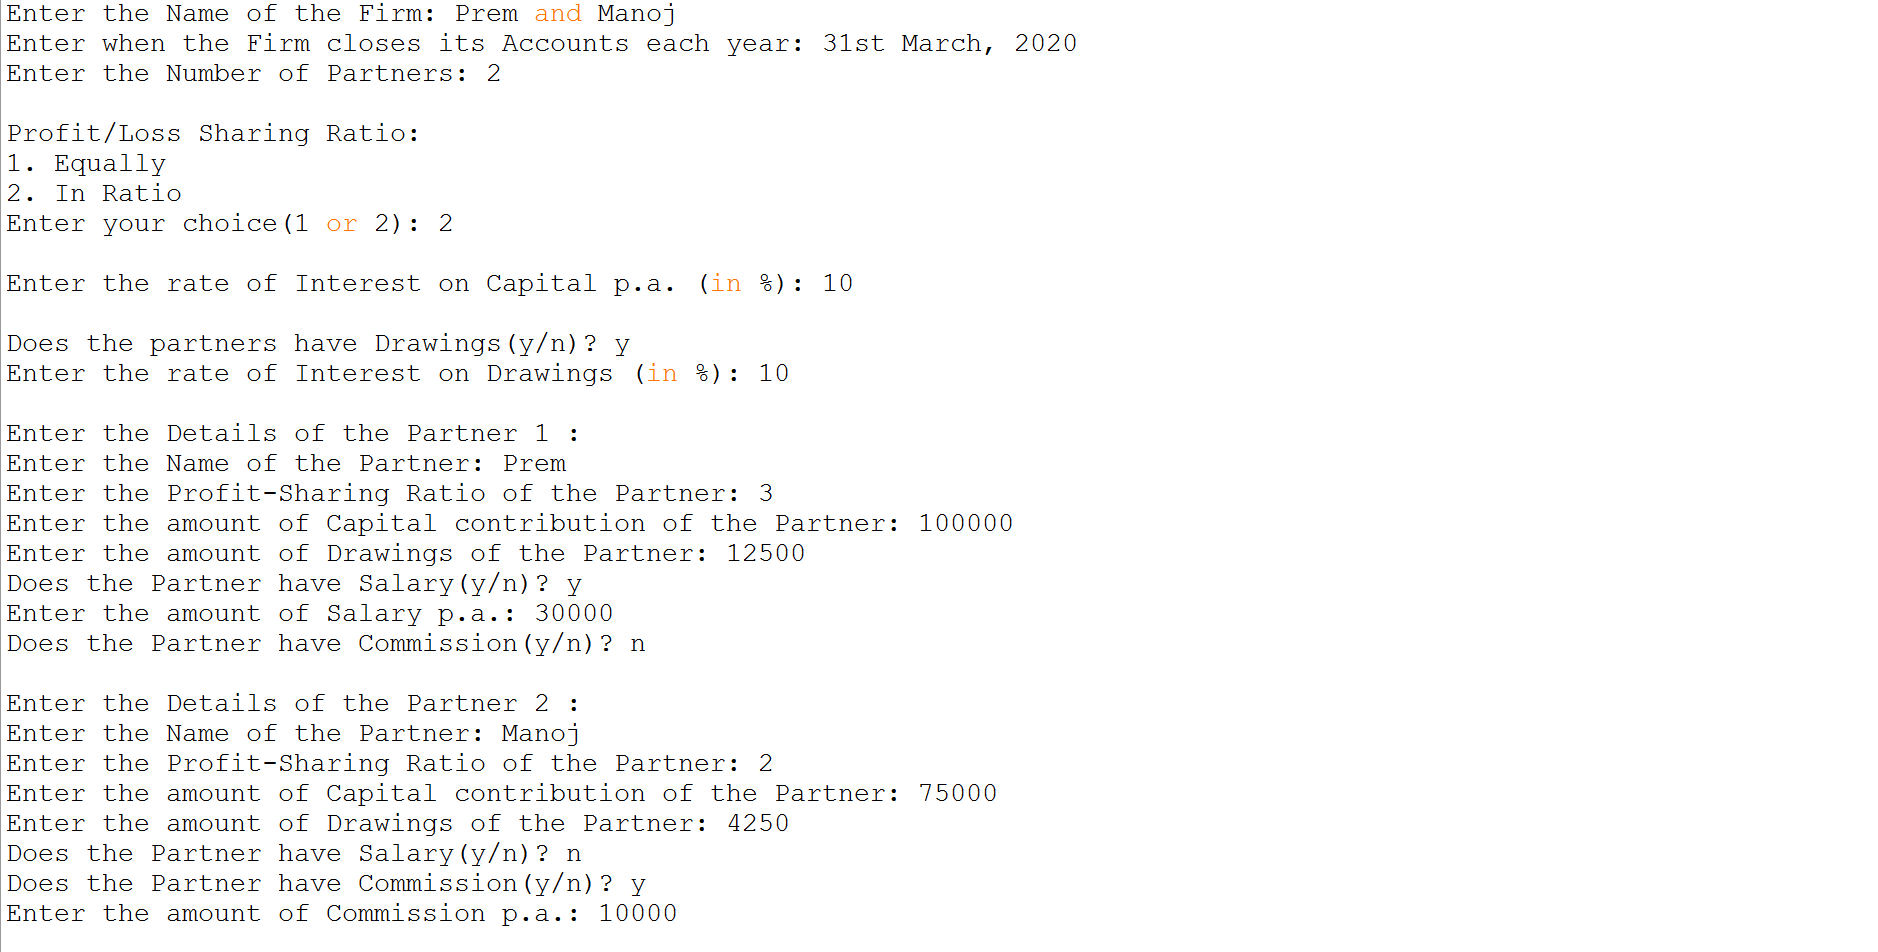 Enter the Name of the Firm: Prem and Manoj
Enter when the Firm closes its Accounts each year: 31st March, 2020
Enter the Number of Partners: 2
Profit/Loss Sharing Ratio:
1. Equally
2. In Ratio
Enter your choice(1 or 2): 2
Enter the rate of Interest on Capital p.a. (in %): 10
Does the partners have Drawings(y/n)? y
Enter the rate of Interest on Drawings (in %): 10
Enter the Details of the Partner 1 :
Enter the Name of the Partner: Prem
Enter the Profit-Sharing Ratio of the Partner: 3
Enter the amount of Capital contribution of the Partner: 100000
Enter the amount of Drawings of the Partner: 12500
Does the Partner have Salary(y/n)? y
Enter the amount of Salary p.a.: 30000
Does the Partner have Commission(y/n)? n
Enter the Details of the Partner 2 :
Enter the Name of the Partner: Manoj
Enter the Profit-Sharing Ratio of the Partner: 2
Enter the amount of Capital contribution of the Partner: 75000
Enter the amount of Drawings of the Partner: 4250
Does the Partner have Salary(y/n)? n
Does the Partner have Commission(y/n)? y
Enter the amount of Commission p.a.: 10000